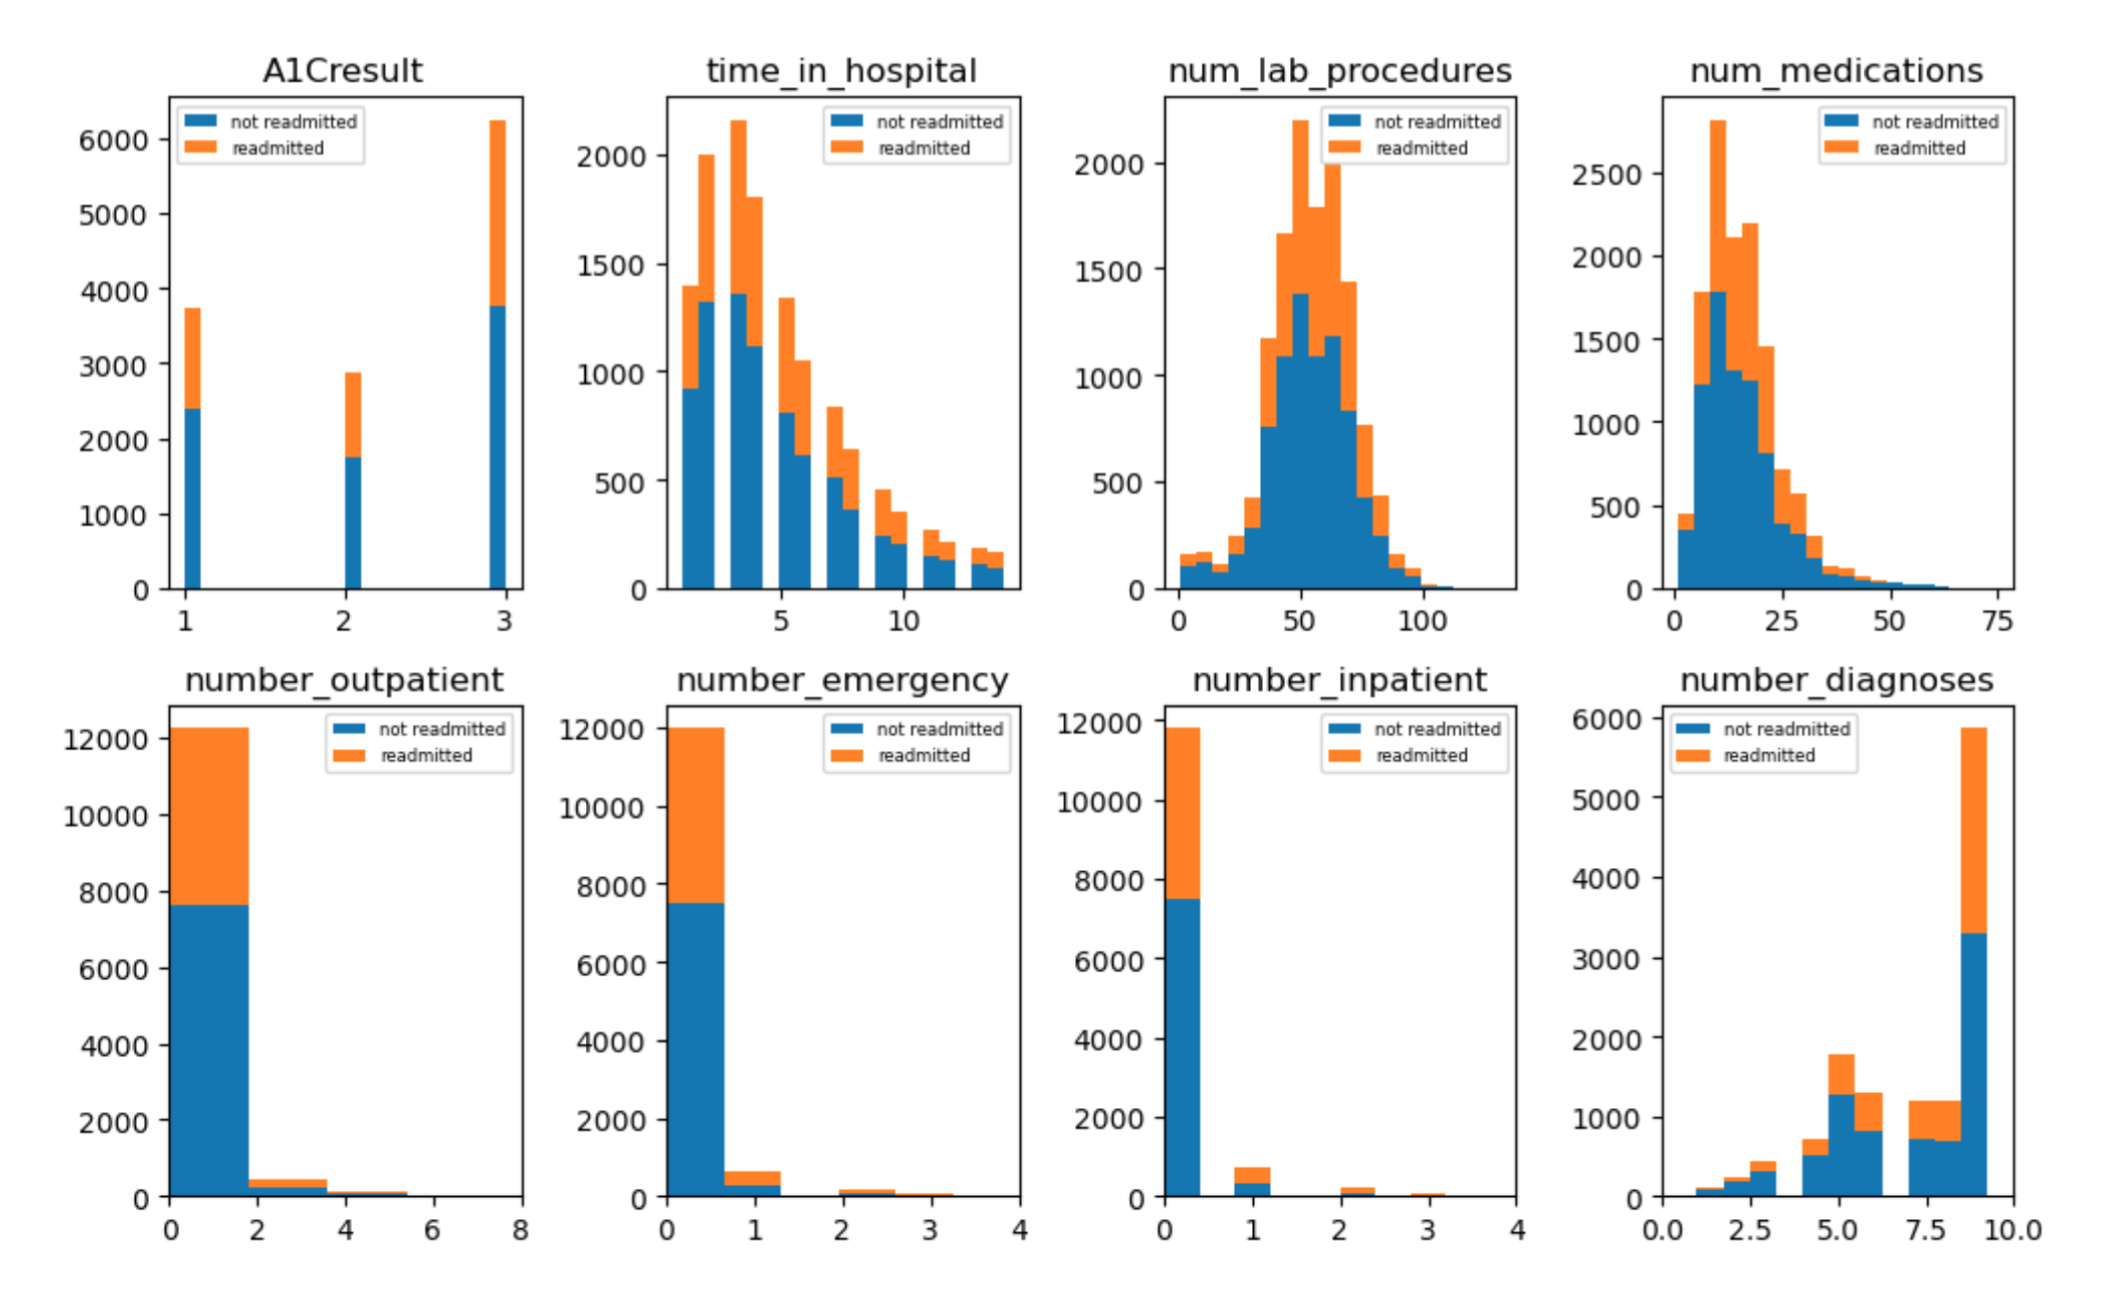 A1Cresult
not readmitted
readmitted
6000
5000
4000
3000
2000
1000
0
1 2 3
time_in_hospital
not readmitted
readmitted
2000
1500
1000
500
0
5 10
num_lab_procedures
not readmitted
readmitted
2000
1500
1000
500
0
0 50 100
num_medications
not readmitted
readmitted
2500
2000
1500
1000
500
0
0 25 50 75
number_outpatient
not readmitted
readmitted
12000
10000
8000
6000
4000
2000
0
0 2 4 6 8
number_emergency
not readmitted
readmitted
12000
10000
8000
6000
4000
2000
0
0 1 2 3 4
number_inpatient
not readmitted
readmitted
12000
10000
8000
6000
4000
2000
0
0 1 2 3 4
number_diagnoses
not readmitted
readmitted
6000
5000
4000
3000
2000
1000
0
0.0 2.5 5.0 7.5 10.0